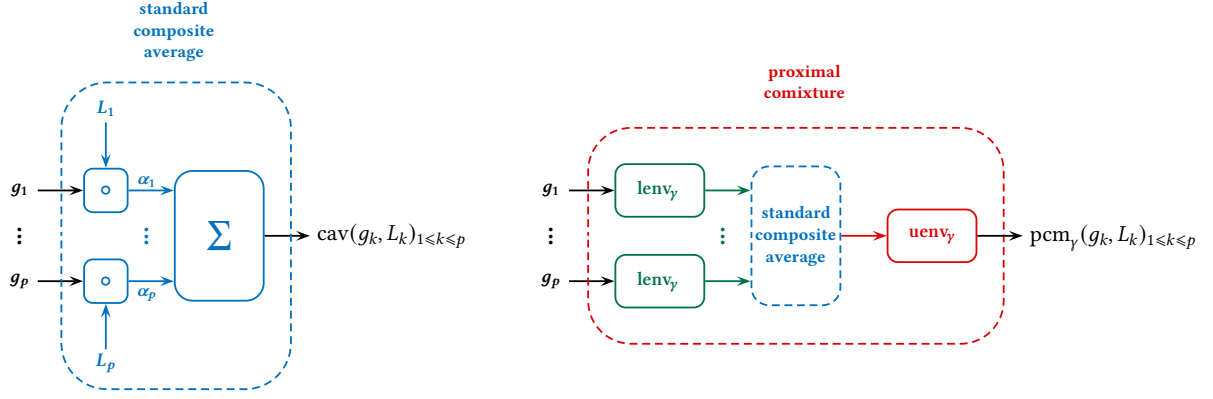 standard
composite
average
L₁
g₁
∘
α₁
⋮
⋮
Σ
cav(gₖ, Lₖ)₁⩽ₖ⩽ₚ
gₚ
∘
αₚ
Lₚ
proximal
comixture
g₁
lenvᵧ
⋮
⋮
standard
composite
average
uenvᵧ
pcmᵧ(gₖ, Lₖ)₁⩽ₖ⩽ₚ
gₚ
lenvᵧ